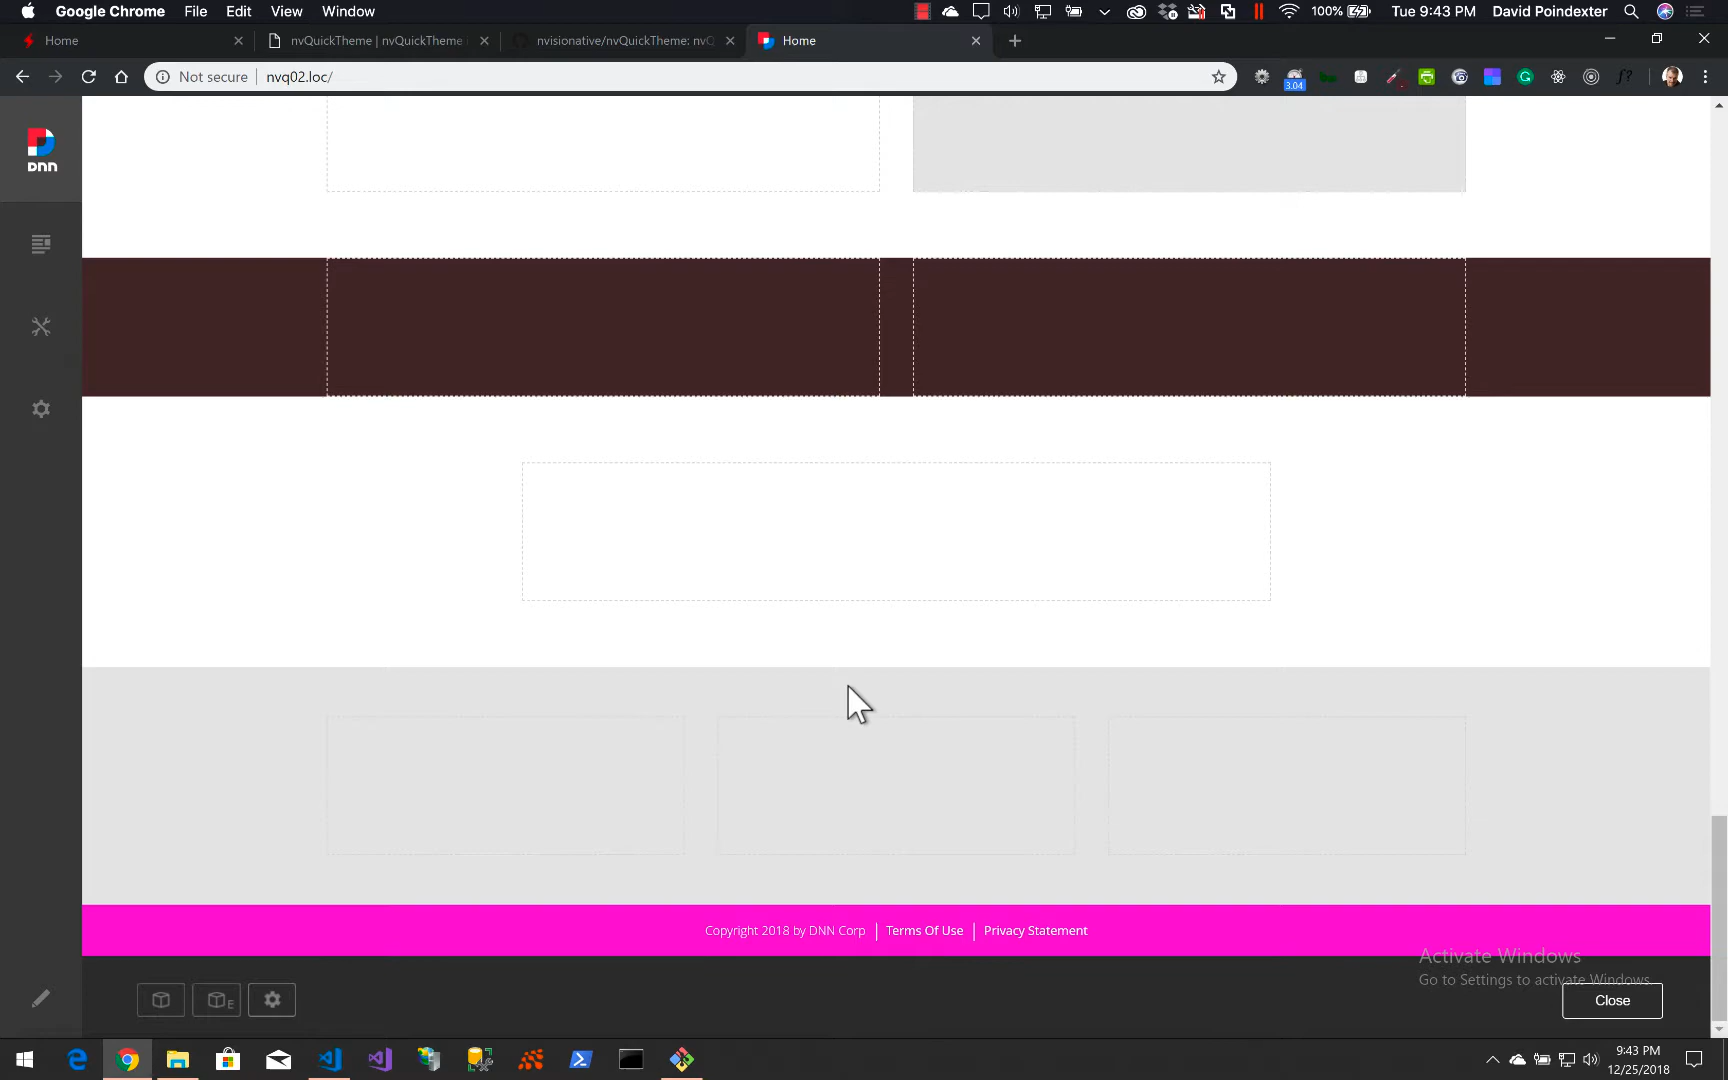 Google Chrome File Edit View Window
100% Tue 9:43 PM David Poindexter
Home
nvQuickTheme | nvQuickTheme
nvisionative/nvQuickTheme: nvQ
Home
Not secure nvq02.loc/
3.04
DNN
Copyright 2018 by DNN Corp | Terms Of Use | Privacy Statement
Activate Windows
Go to Settings to activate Windows.
E
Close
9:43 PM
12/25/2018